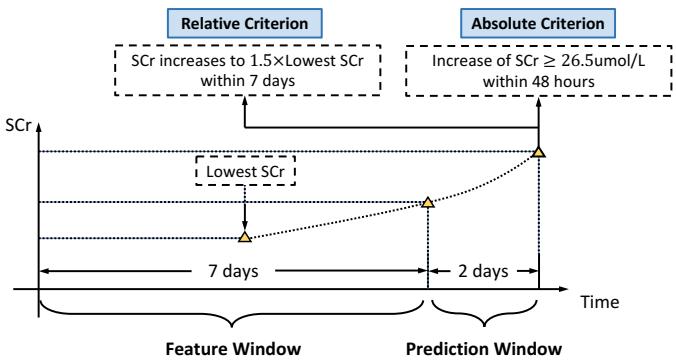 Relative Criterion
Absolute Criterion
SCr increases to 1.5×Lowest SCr
within 7 days
Increase of SCr ≥ 26.5umol/L
within 48 hours
SCr
Lowest SCr
7 days
2 days
Time
Feature Window
Prediction Window